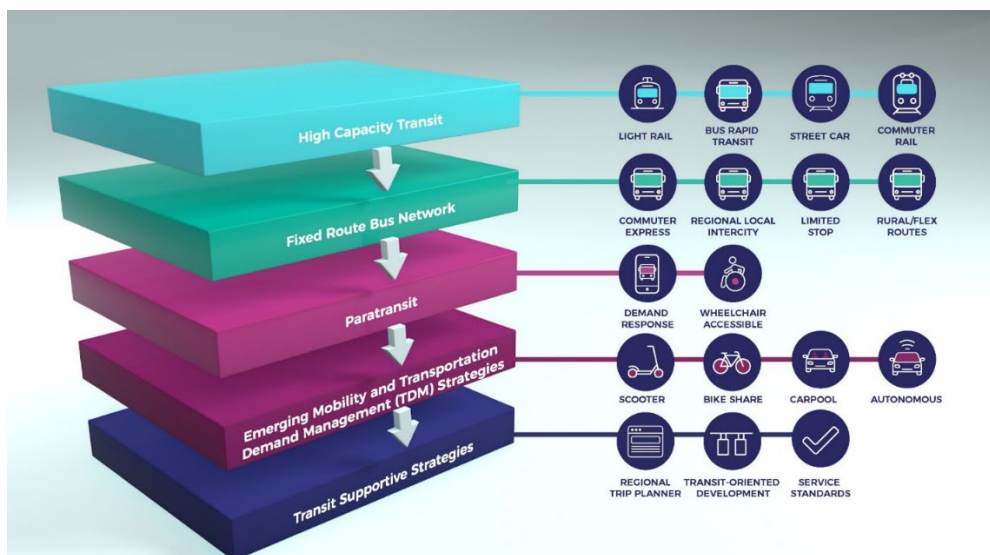 High Capacity Transit
LIGHT RAIL
BUS RAPID
TRANSIT
STREET CAR
COMMUTER
RAIL
Fixed Route Bus Network
COMMUTER
EXPRESS
REGIONAL LOCAL
INTERCITY
LIMITED
STOP
RURAL/FLEX
ROUTES
Paratransit
DEMAND
RESPONSE
WHEELCHAIR
ACCESSIBLE
Emerging Mobility and Transportation
Demand Management (TDM) Strategies
SCOOTER
BIKE SHARE
CARPOOL
AUTONOMOUS
Transit Supportive Strategies
REGIONAL
TRIP PLANNER
TRANSIT-ORIENTED
DEVELOPMENT
SERVICE
STANDARDS